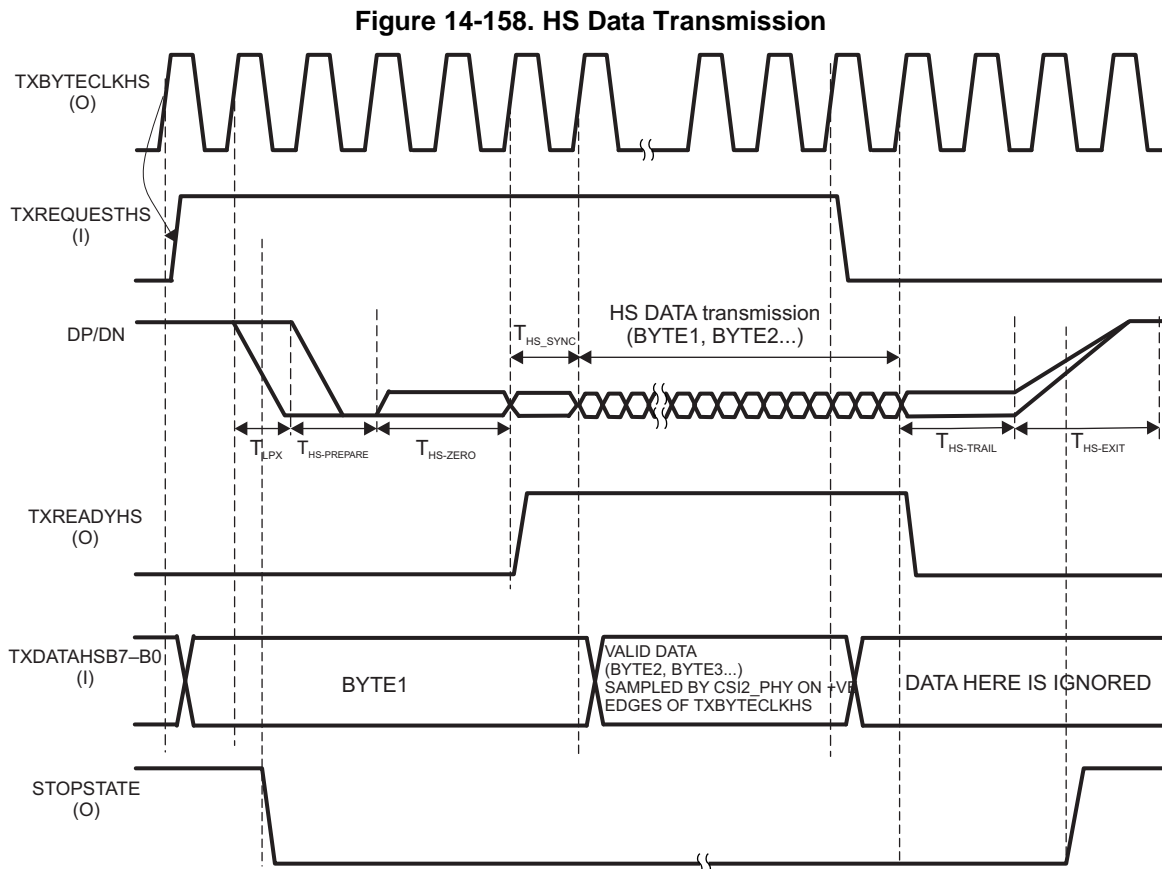 Figure 14-158. HS Data Transmission
TXBYTECLKHS
(O)
TXREQUESTHS
(I)
DP/DN
HS DATA transmission
(BYTE1, BYTE2...)
THS_SYNC
TLPX
THS-PREPARE
THS-ZERO
THS-TRAIL
THS-EXIT
TXREADYHS
(O)
TXDATAHSB7–B0
(I)
BYTE1
VALID DATA
(BYTE2, BYTE3...)
SAMPLED BY CSI2_PHY ON +VE
EDGES OF TXBYTECLKHS
DATA HERE IS IGNORED
STOPSTATE
(O)